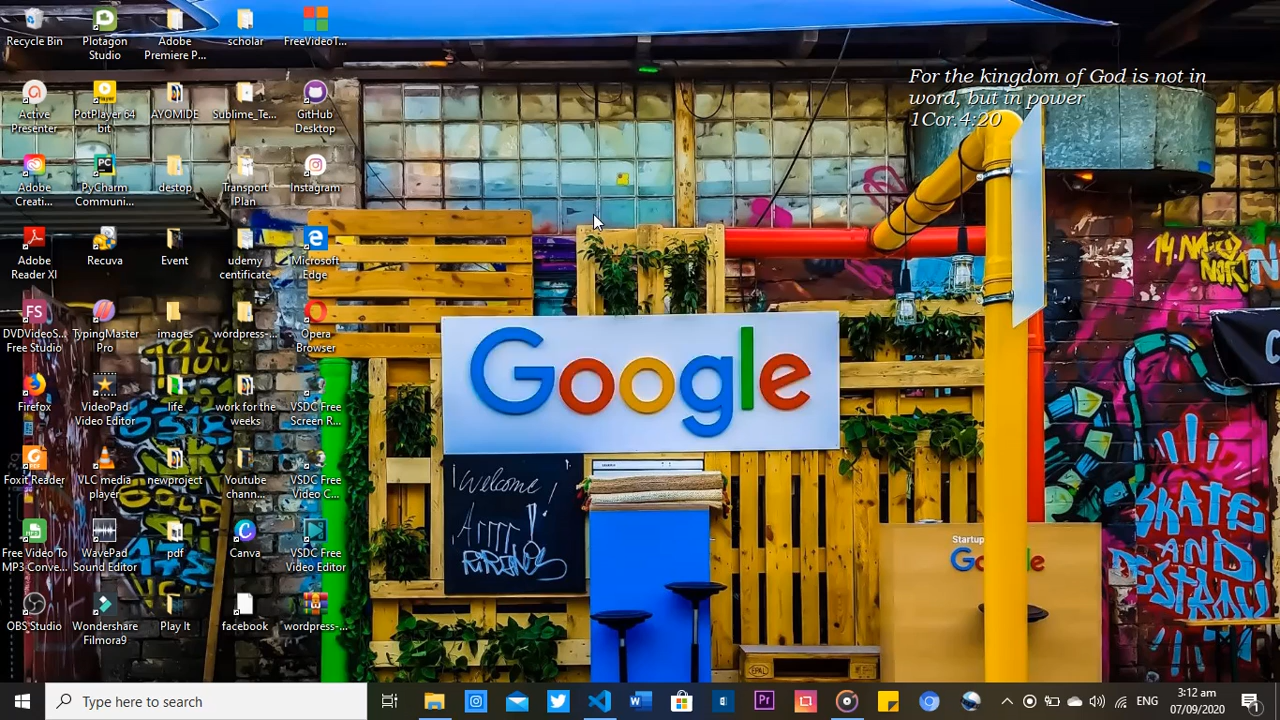 Recycle Bin
Plotagon
Studio
Adobe
Premiere P...
scholar
FreeVideoT...
For the kingdom of God is not in
word, but in power
1Cor.4:20
Active
Presenter
PotPlayer 64
bit
AYOMIDE
Sublime_Te...
GitHub
Desktop
Adobe
Creati...
PyCharm
Communi...
destop
Transport
Plan
Instagram
Adobe
Reader XI
Recuva
Event
udemy
certificate
Microsoft
Edge
DVDVideoS...
Free Studio
TypingMaster
Pro
images
wordpress-...
Opera
Browser
Google
Firefox
VideoPad
Video Editor
life
work for the
weeks
VSDC Free
Screen R...
Foxit Reader
VLC media
player
newproject
Youtube
chann...
VSDC Free
Video C...
Welcome !
SKATE
AND
DESTROY
Free Video To
MP3 Conve...
WavePad
Sound Editor
pdf
Canva
VSDC Free
Video Editor
Startup
Google
OBS Studio
Wondershare
Filmora9
Play It
facebook
wordpress-...
Type here to search
ENG
3:12 am
07/09/2020